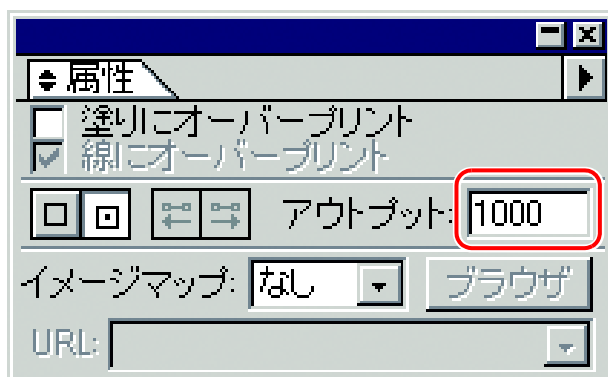 属性
塗りにオーバープリント
線にオーバープリント
アウトプット: 1000
イメージマップ: なし ブラウザ
URL: